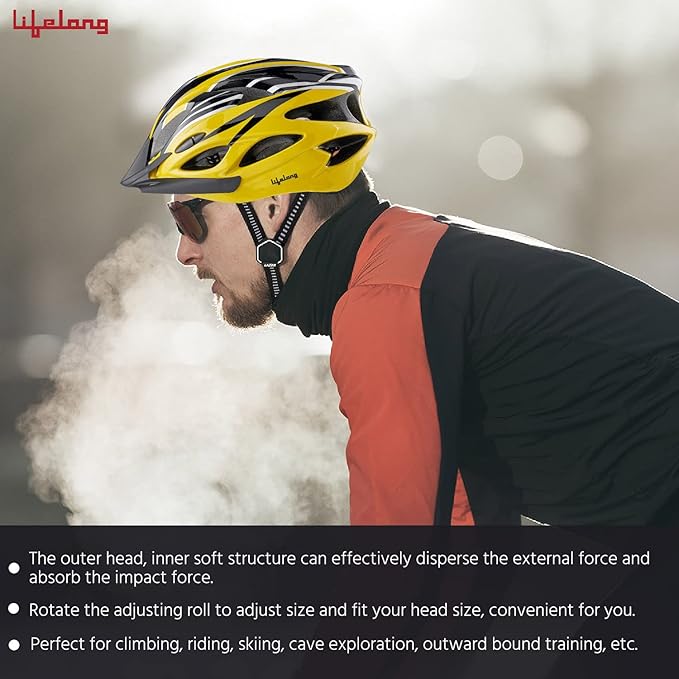 Lifelong
lifelong
The outer head, inner soft structure can effectively disperse the external force and
absorb the impact force.
Rotate the adjusting roll to adjust size and fit your head size, convenient for you.
Perfect for climbing, riding, skiing, cave exploration, outward bound training, etc.